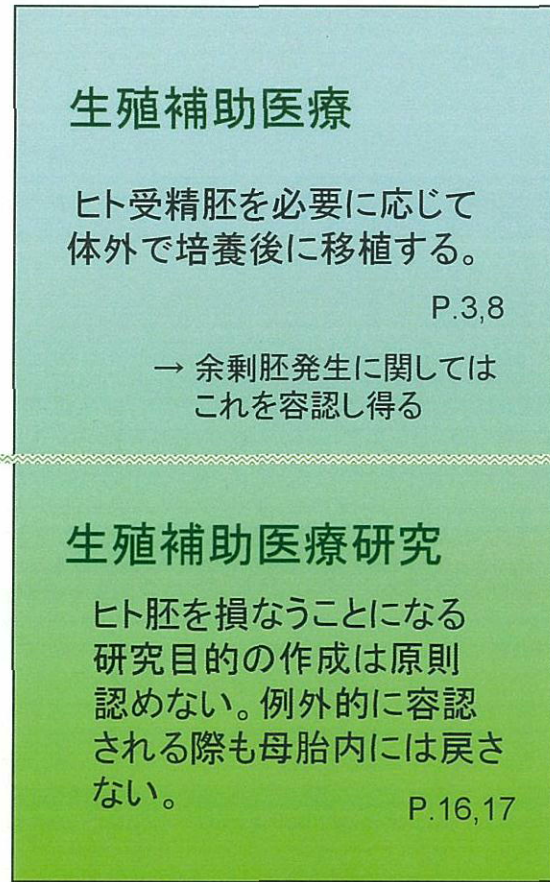 生殖補助医療
ヒト受精胚を必要に応じて
体外で培養後に移植する。
P.3,8
→ 余剰胚発生に関しては
これを容認し得る
生殖補助医療研究
ヒト胚を損なうことになる
研究目的の作成は原則
認めない。例外的に容認
される際も母胎内には戻さ
ない。
P.16,17